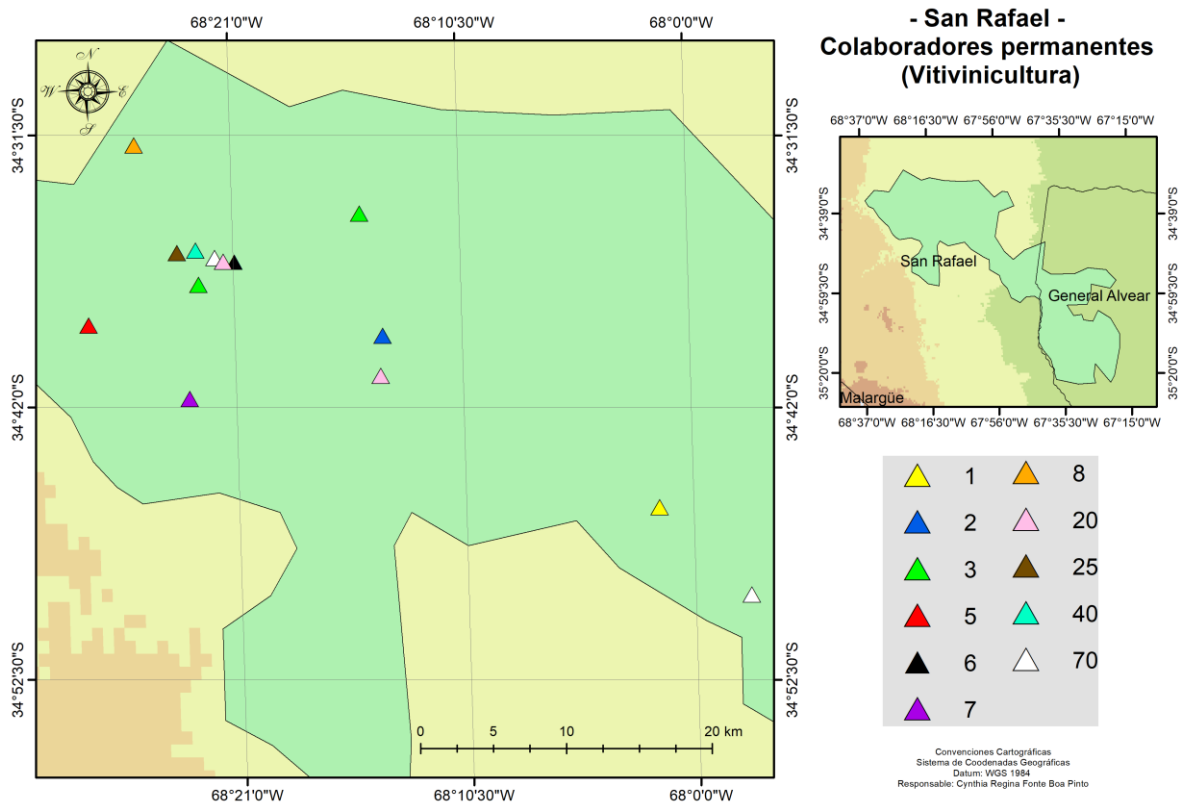 - San Rafael -
Colaboradores permanentes
(Vitivinicultura)
68°21'0"W 68°10'30"W 68°0'0"W
N
W E
S
34°31'30"S 34°31'30"S
34°42'0"S 34°42'0"S
34°52'30"S 34°52'30"S
0 5 10 20 km
68°21'0"W 68°10'30"W 68°0'0"W
68°37'0"W 68°16'30"W 67°56'0"W 67°35'30"W 67°15'0"W
34°39'0"S 34°39'0"S
San Rafael
34°59'30"S 34°59'30"S
General Alvear
35°20'0"S 35°20'0"S
Malargüe
68°37'0"W 68°16'30"W 67°56'0"W 67°35'30"W 67°15'0"W
1 8
2 20
3 25
5 40
6 70
7
Convenciones Cartográficas
Sistema de Coodenadas Geográficas
Datum: WGS 1984
Responsable: Cynthia Regina Fonte Boa Pinto